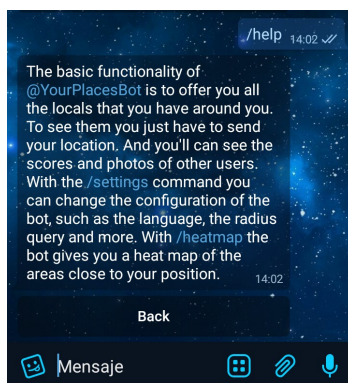 /help 14:02
The basic functionality of
@YourPlacesBot is to offer you all
the locals that you have around you.
To see them you just have to send
your location. And you'll can see the
scores and photos of other users.
With the /settings command you
can change the configuration of the
bot, such as the language, the radius
query and more. With /heatmap the
bot gives you a heat map of the
areas close to your position. 14:02
Back
Mensaje